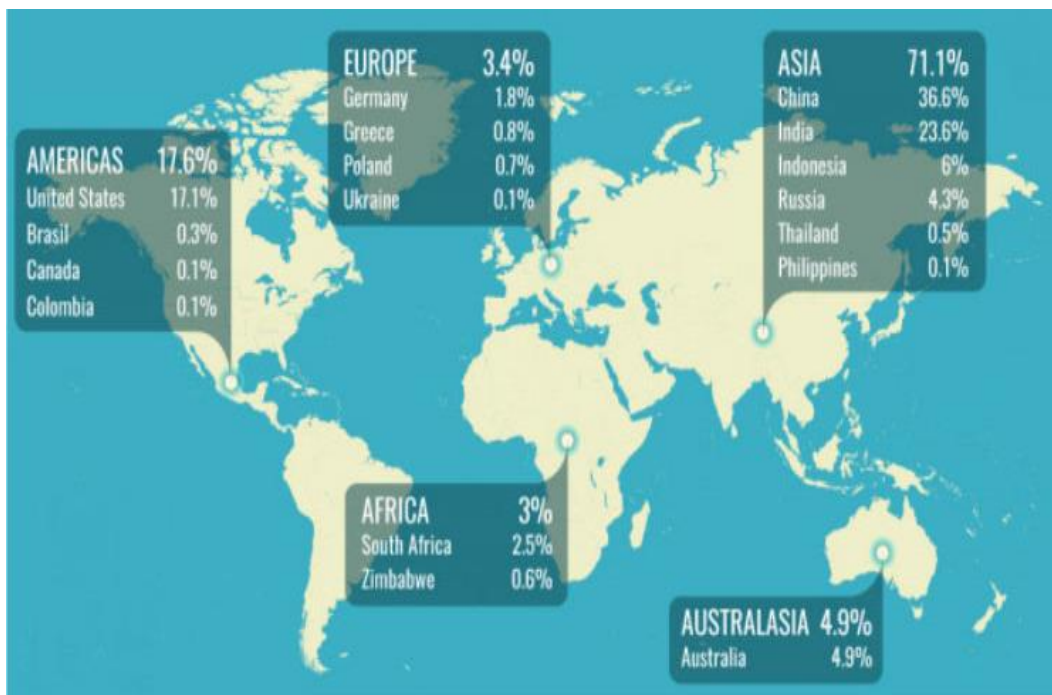 AMERICAS 17.6%
United States 17.1%
Brasil 0.3%
Canada 0.1%
Colombia 0.1%
EUROPE 3.4%
Germany 1.8%
Greece 0.8%
Poland 0.7%
Ukraine 0.1%
ASIA 71.1%
China 36.6%
India 23.6%
Indonesia 6%
Russia 4.3%
Thailand 0.5%
Philippines 0.1%
AFRICA 3%
South Africa 2.5%
Zimbabwe 0.6%
AUSTRALASIA 4.9%
Australia 4.9%